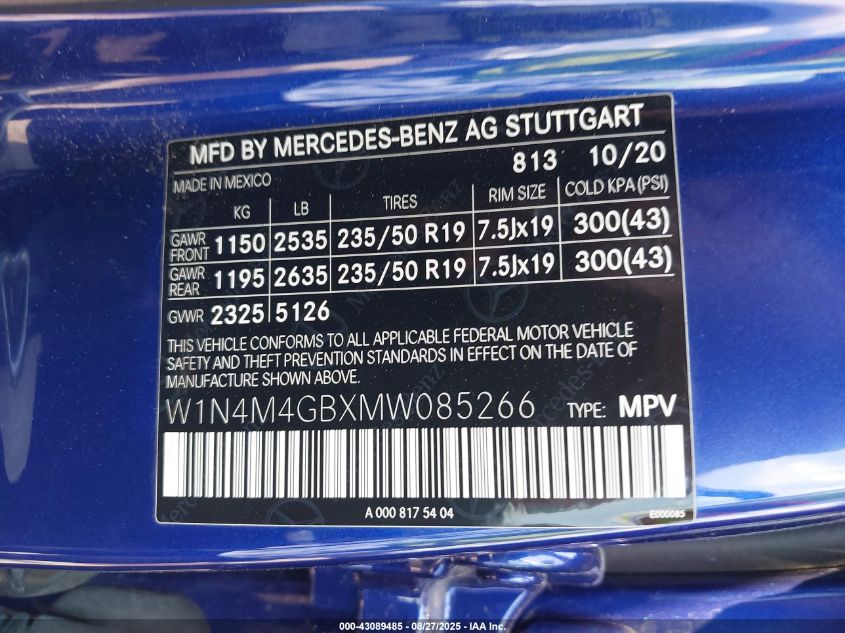 MFD BY MERCEDES-BENZ AG STUTTGART
813 10/20
MADE IN MEXICO
KG LB TIRES RIM SIZE COLD KPA (PSI)
GAWR FRONT 1150 2535 235/50 R19 7.5Jx19 300(43)
GAWR REAR 1195 2635 235/50 R19 7.5Jx19 300(43)
GVWR 2325 5126
THIS VEHICLE CONFORMS TO ALL APPLICABLE FEDERAL MOTOR VEHICLE
SAFETY AND THEFT PREVENTION STANDARDS IN EFFECT ON THE DATE OF
MANUFACTURE SHOWN ABOVE.
W1N4M4GBXMW085266 TYPE: MPV
A 000 817 54 04
E000085
000-43089485 - 08/27/2025 - IAA Inc.